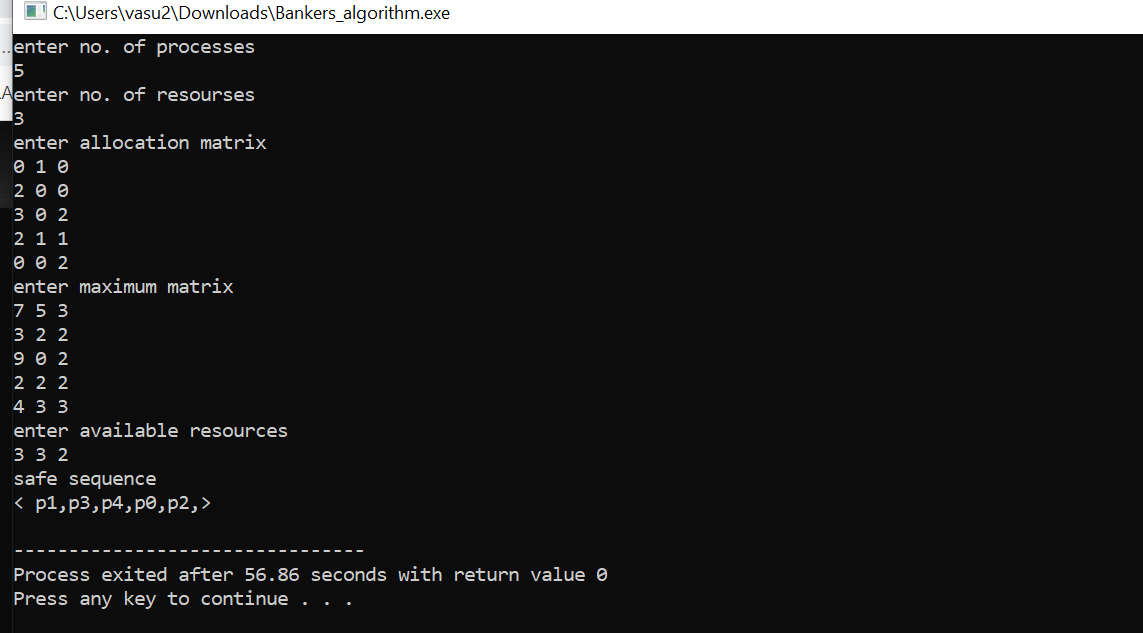 C:\Users\vasu2\Downloads\Bankers_algorithm.exe
enter no. of processes
5
enter no. of resourses
3
enter allocation matrix
0 1 0
2 0 0
3 0 2
2 1 1
0 0 2
enter maximum matrix
7 5 3
3 2 2
9 0 2
2 2 2
4 3 3
enter available resources
3 3 2
safe sequence
< p1,p3,p4,p0,p2,>
--------------------------------
Process exited after 56.86 seconds with return value 0
Press any key to continue . . .